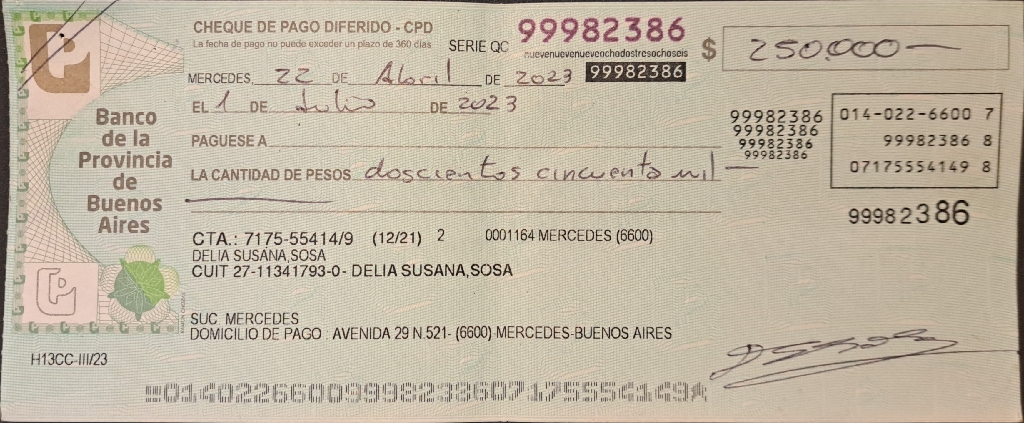 CHEQUE DE PAGO DIFERIDO - CPD
La fecha de pago no puede exceder un plazo de 360 días
SERIE QC 99982386
nuevenuevenueveochodostresochoseis
99982386
$ 250.000—
MERCEDES, 22 DE Abril DE 2023
EL 1 DE Julio DE 2023
PAGUESE A
LA CANTIDAD DE PESOS doscientos cincuenta mil —
99982386
99982386
99982386
99982386
014-022-6600 7
99982386 8
07175554149 8
99982386
Banco
de la
Provincia
de
Buenos
Aires
CTA.: 7175-55414/9 (12/21) 2 0001164 MERCEDES (6600)
DELIA SUSANA,SOSA
CUIT 27-11341793-0- DELIA SUSANA,SOSA
SUC MERCEDES
DOMICILIO DE PAGO : AVENIDA 29 N.521- (6600)-MERCEDES-BUENOS AIRES
H13CC-III/23
01402266009998238607175554149